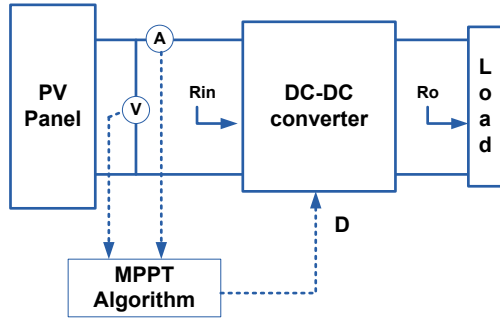 A
PV
Panel
V
Rin
DC-DC
converter
Ro
L
o
a
d
D
MPPT
Algorithm